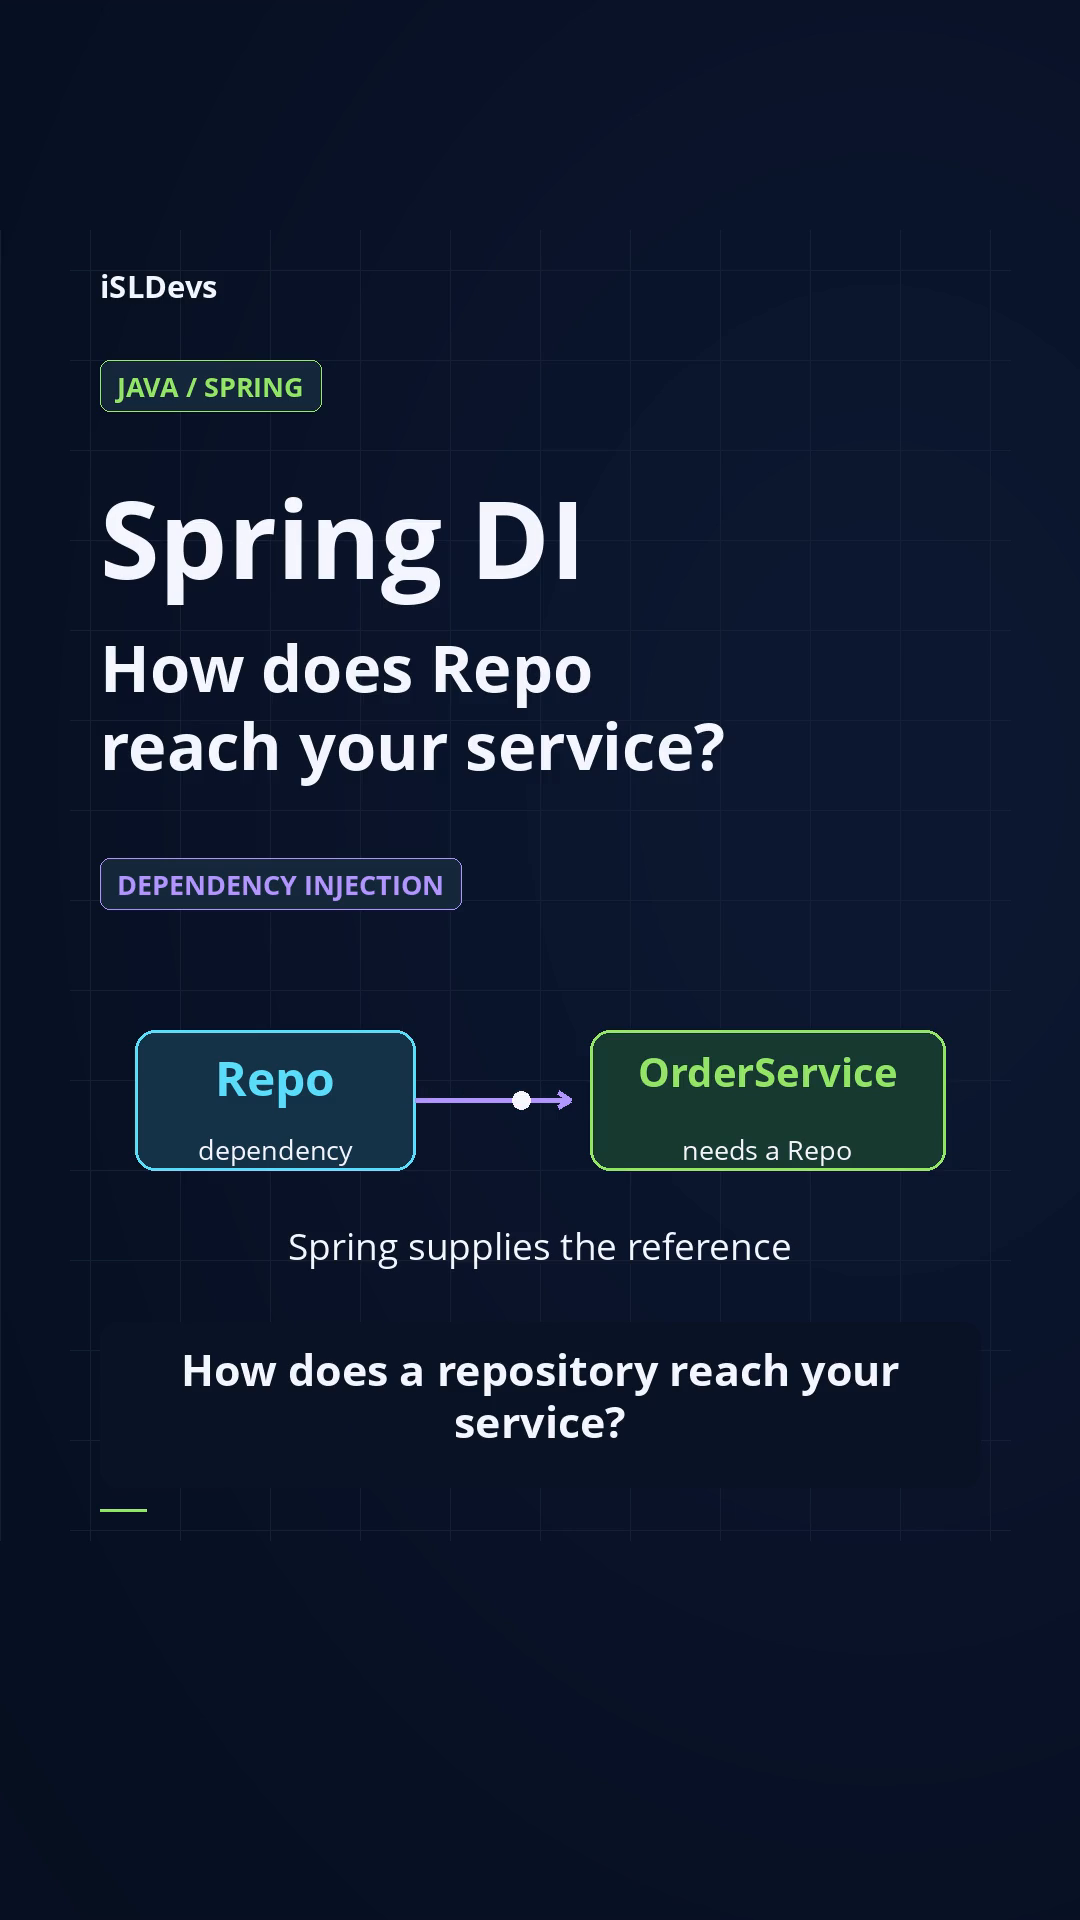 iSLDevs
JAVA / SPRING
Spring DI
How does Repo
reach your service?
DEPENDENCY INJECTION
Repo
dependency
OrderService
needs a Repo
Spring supplies the reference
How does a repository reach your
service?